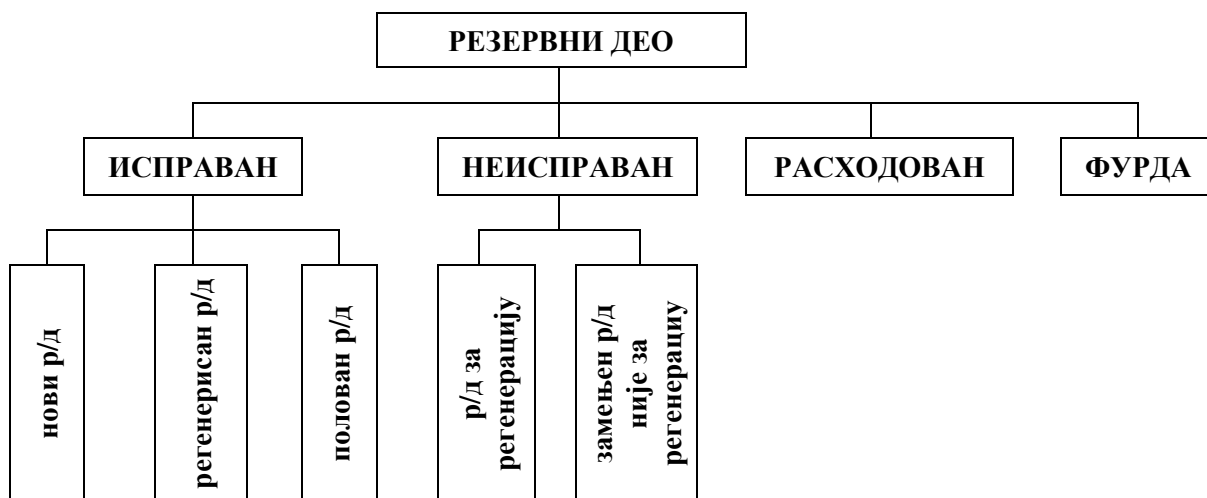 РЕЗЕРВНИ ДЕО
ИСПРАВАН
НЕИСПРАВАН
РАСХОДОВАН
ФУРДА
нови р/д
регенерисан р/д
полован р/д
р/д за
регенерацију
замењен р/д
није за
регенерациу